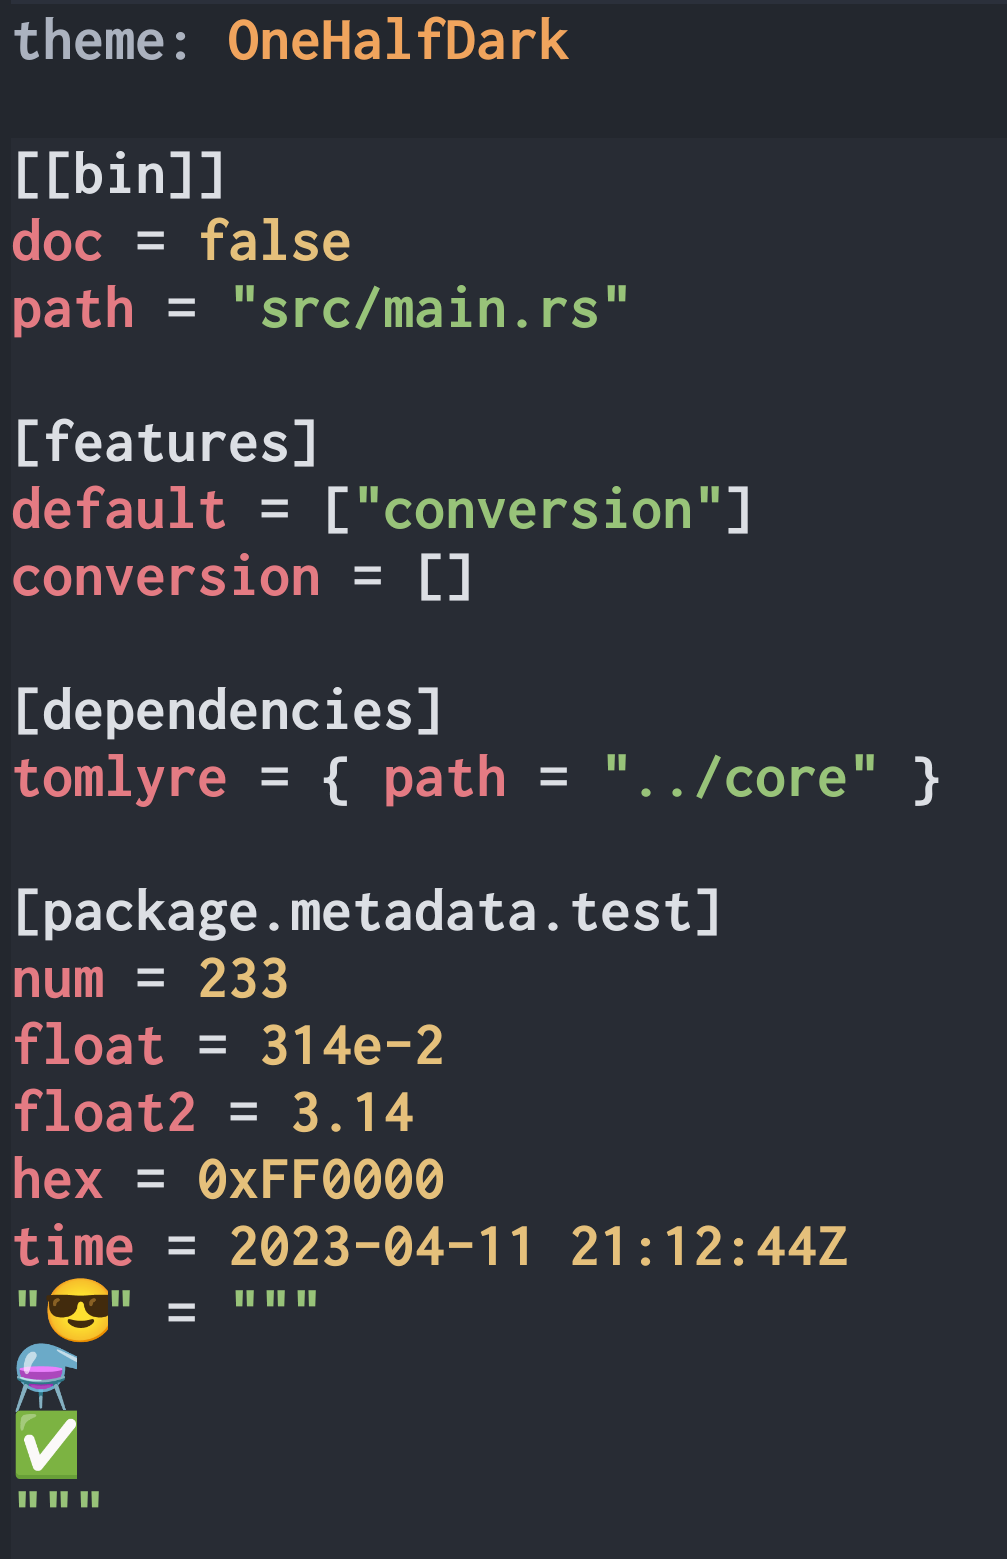 theme: OneHalfDark
[[bin]]
doc = false
path = "src/main.rs"
[features]
default = ["conversion"]
conversion = []
[dependencies]
tomlyre = { path = "../core" }
[package.metadata.test]
num = 233
float = 314e-2
float2 = 3.14
hex = 0xFF0000
time = 2023-04-11 21:12:44Z
"😎" = """
⚗️
✅
"""